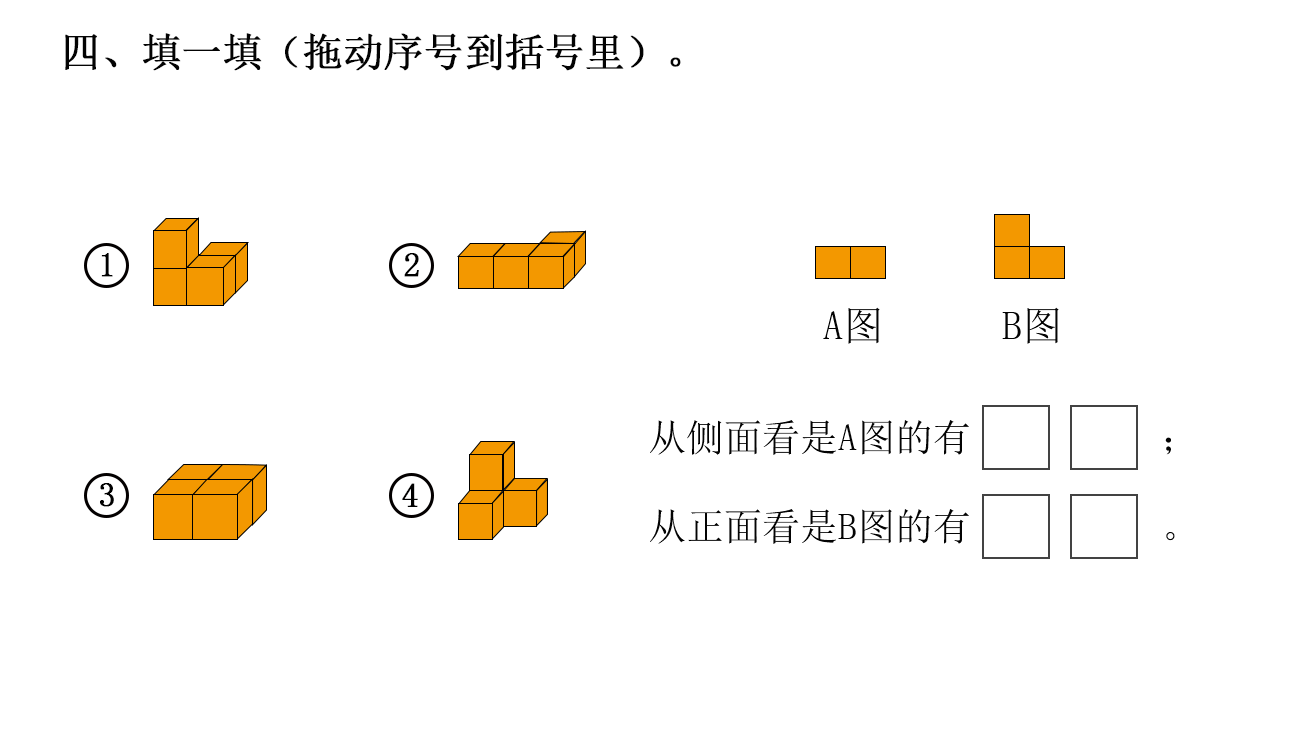 四、填一填（拖动序号到括号里）。
① ②
A图 B图
从侧面看是A图的有 ；
③ ④
从正面看是B图的有 。